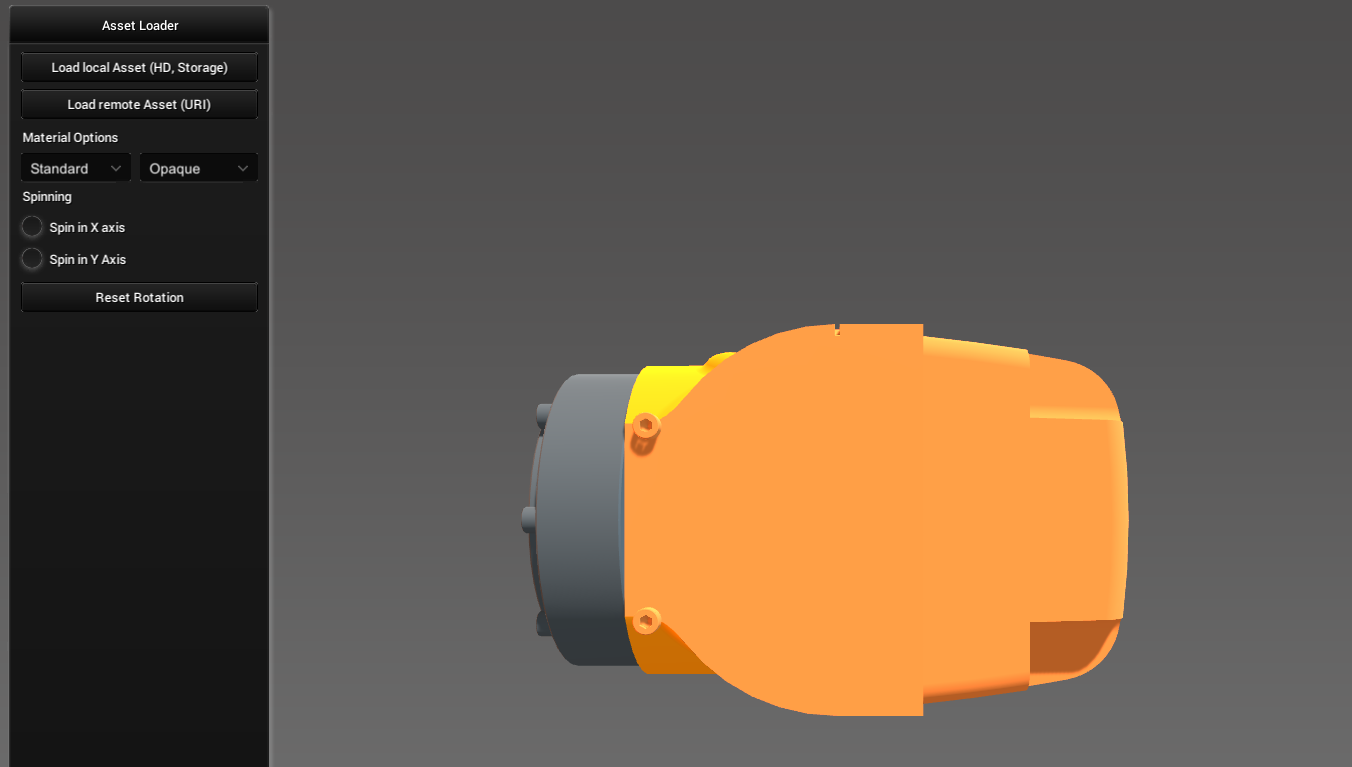 Asset Loader
Load local Asset (HD, Storage)
Load remote Asset (URI)
Material Options
Standard Opaque
Spinning
Spin in X axis
Spin in Y Axis
Reset Rotation